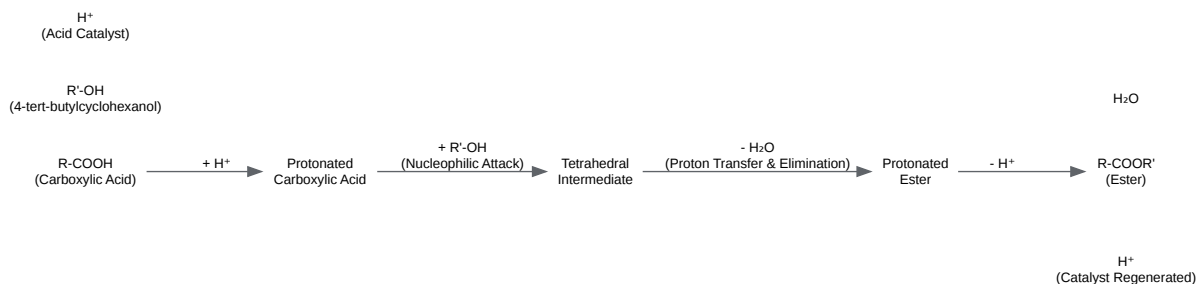 H⁺
(Acid Catalyst)
R'-OH
(4-tert-butylcyclohexanol)
H₂O
R-COOH
(Carboxylic Acid)
+ H⁺
Protonated
Carboxylic Acid
+ R'-OH
(Nucleophilic Attack)
Tetrahedral
Intermediate
- H₂O
(Proton Transfer & Elimination)
Protonated
Ester
- H⁺
R-COOR'
(Ester)
H⁺
(Catalyst Regenerated)